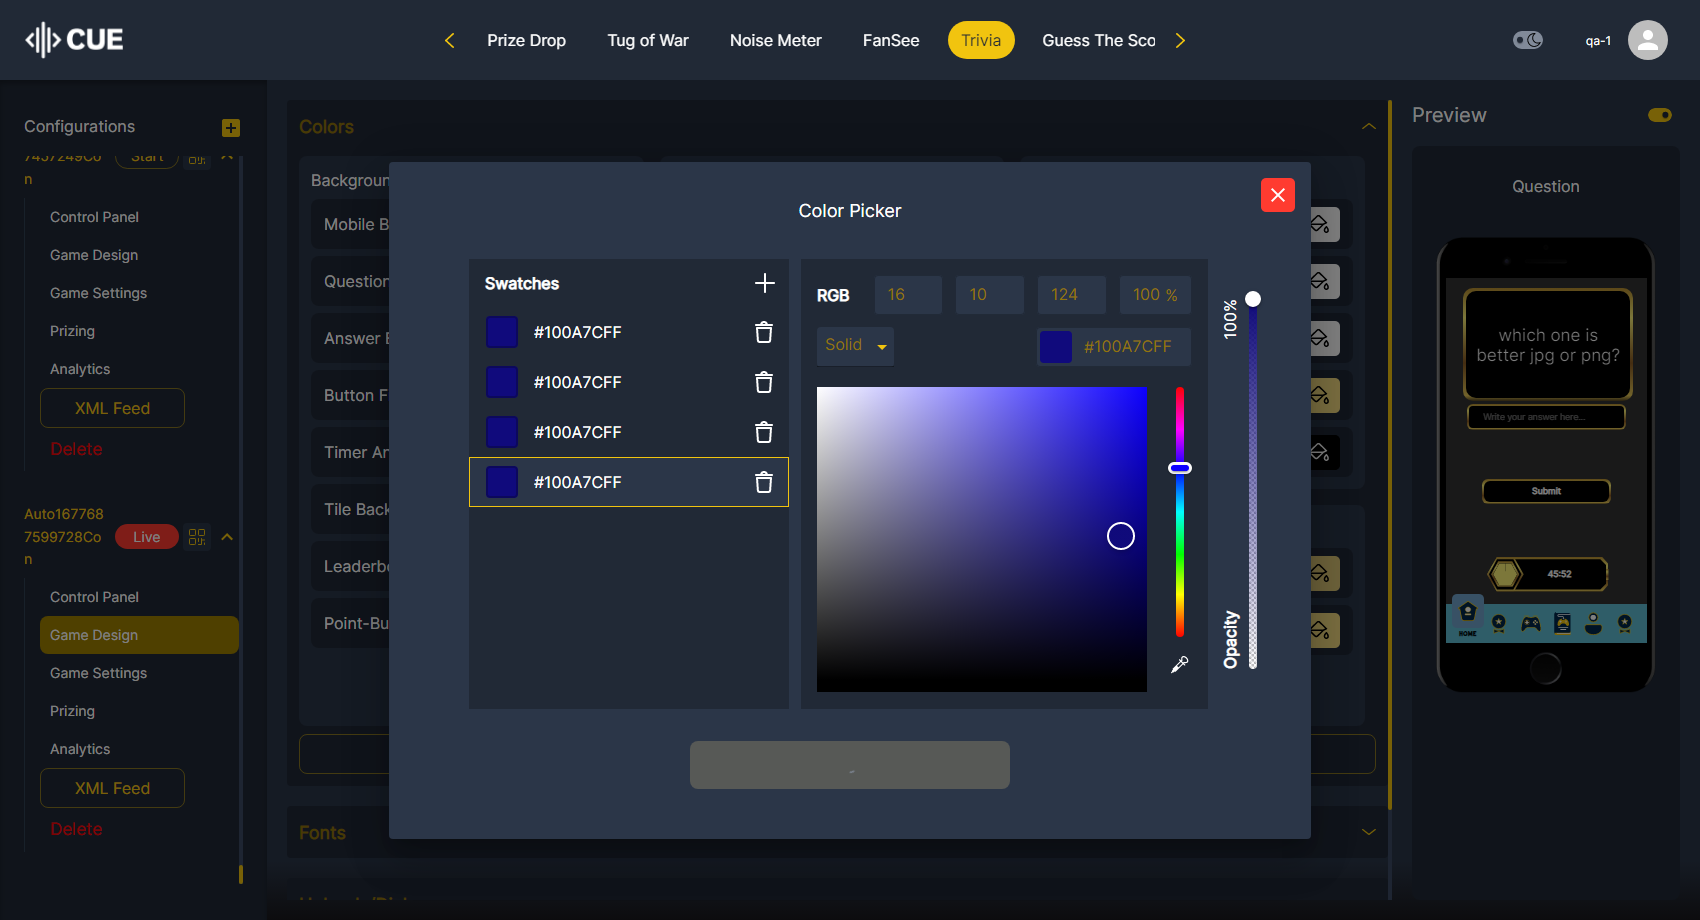 CUE
Prize Drop
Tug of War
Noise Meter
FanSee
Trivia
Guess The Sco
qa-1
Configurations
7457249Co
n
Start
Control Panel
Game Design
Game Settings
Prizing
Analytics
XML Feed
Delete
Auto167768
7599728Co
n
Live
Control Panel
Game Design
Game Settings
Prizing
Analytics
XML Feed
Delete
Colors
Backgroun
Mobile B
Question
Answer B
Button F
Timer An
Tile Back
Leaderbo
Point-Bu
Fonts
Color Picker
Swatches
#100A7CFF
#100A7CFF
#100A7CFF
#100A7CFF
RGB
16
10
124
100 %
Solid
#100A7CFF
100%
Opacity
Preview
Question
which one is
better jpg or png?
Write your answer here...
Submit
45:52
HOME